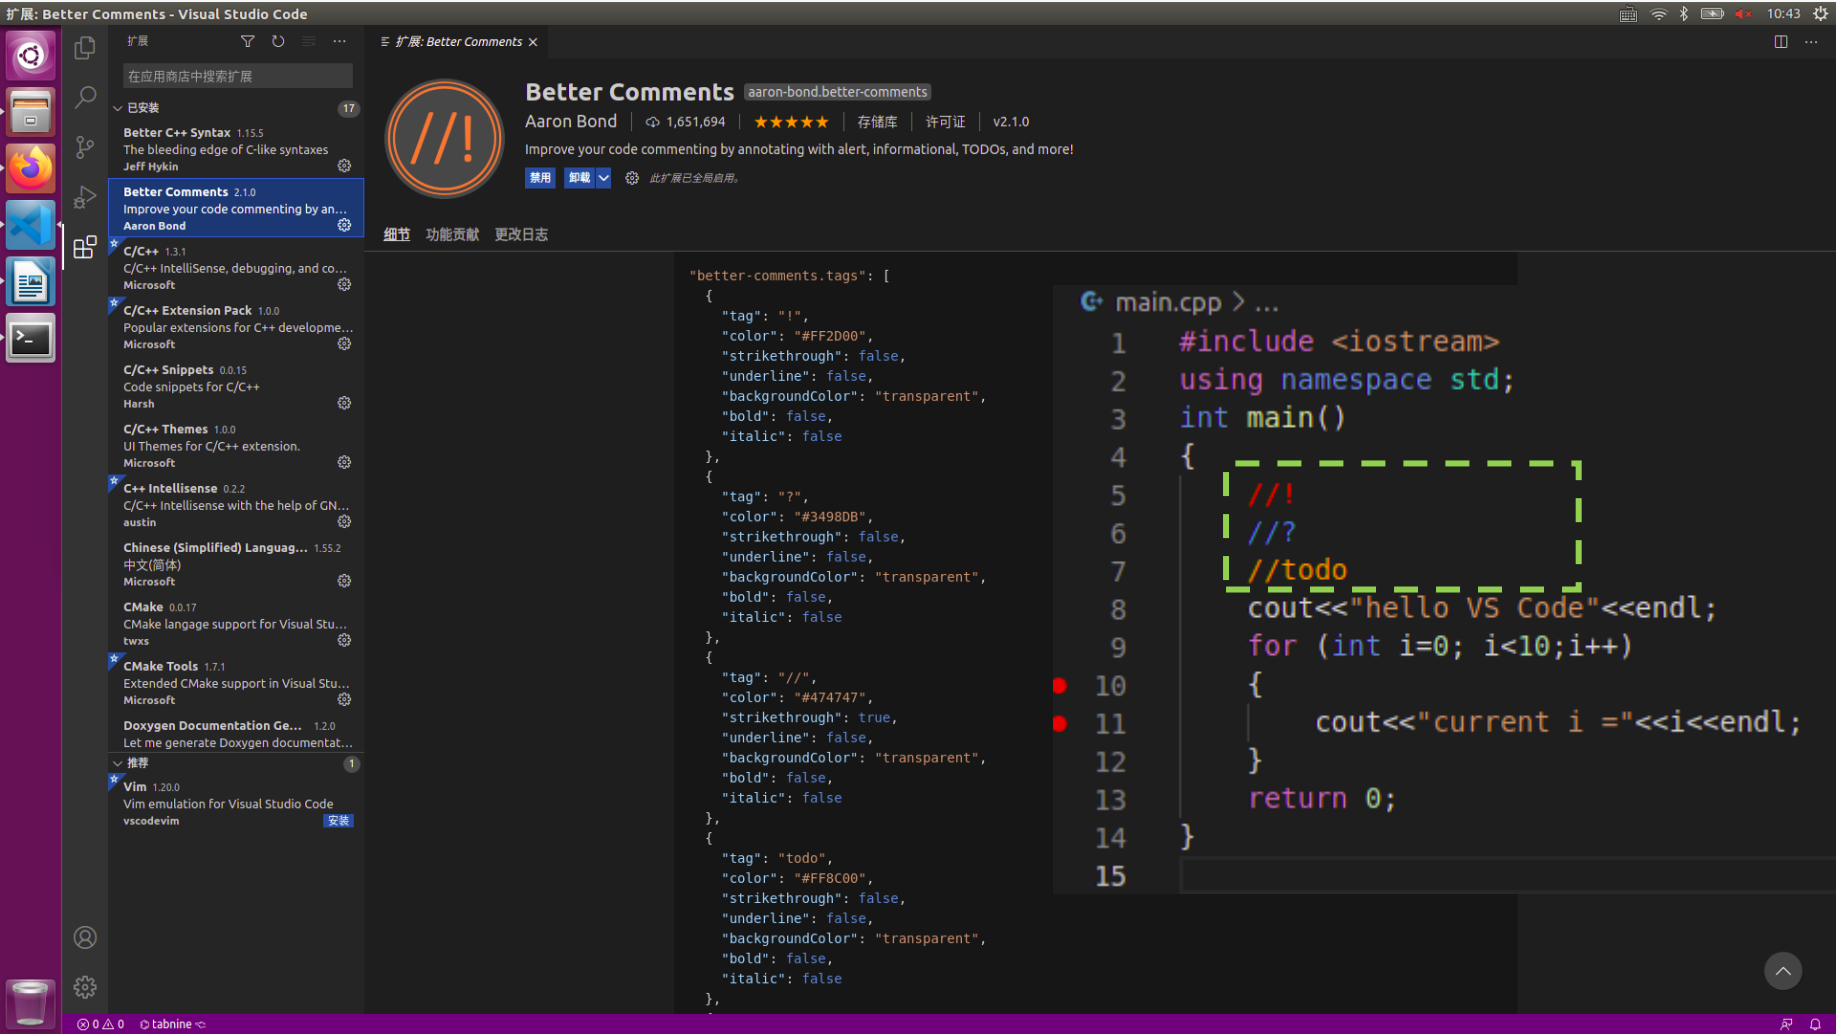 扩展: Better Comments - Visual Studio Code
10:43
扩展
扩展: Better Comments
在应用商店中搜索扩展
已安装
17
Better C++ Syntax 1.15.5
The bleeding edge of C-like syntaxes
Jeff Hykin
Better Comments 2.1.0
Improve your code commenting by an...
Aaron Bond
C/C++ 1.3.1
C/C++ IntelliSense, debugging, and co...
Microsoft
C/C++ Extension Pack 1.0.0
Popular extensions for C++ developme...
Microsoft
C/C++ Snippets 0.0.15
Code snippets for C/C++
Harsh
C/C++ Themes 1.0.0
UI Themes for C/C++ extension.
Microsoft
C++ Intellisense 0.2.2
C/C++ Intellisense with the help of GN...
austin
Chinese (Simplified) Languag... 1.55.2
中文(简体)
Microsoft
CMake 0.0.17
CMake langage support for Visual Stu...
twxs
CMake Tools 1.7.1
Extended CMake support in Visual Stu...
Microsoft
Doxygen Documentation Ge... 1.2.0
Let me generate Doxygen documentat...
推荐
1
Vim 1.20.0
Vim emulation for Visual Studio Code
vscodevim
安装
//!
Better Comments aaron-bond.better-comments
Aaron Bond 1,651,694 ★★★★★ 存储库 许可证 v2.1.0
Improve your code commenting by annotating with alert, informational, TODOs, and more!
禁用 卸载 此扩展已全局启用。
细节 功能贡献 更改日志
"better-comments.tags": [
{
"tag": "!",
"color": "#FF2D00",
"strikethrough": false,
"underline": false,
"backgroundColor": "transparent",
"bold": false,
"italic": false
},
{
"tag": "?",
"color": "#3498DB",
"strikethrough": false,
"underline": false,
"backgroundColor": "transparent",
"bold": false,
"italic": false
},
{
"tag": "//",
"color": "#474747",
"strikethrough": true,
"underline": false,
"backgroundColor": "transparent",
"bold": false,
"italic": false
},
{
"tag": "todo",
"color": "#FF8C00",
"strikethrough": false,
"underline": false,
"backgroundColor": "transparent",
"bold": false,
"italic": false
},
main.cpp > ...
1 #include <iostream>
2 using namespace std;
3 int main()
4 {
5 //!
6 //?
7 //todo
8 cout<<"hello VS Code"<<endl;
9 for (int i=0; i<10;i++)
10 {
11 cout<<"current i ="<<i<<endl;
12 }
13 return 0;
14 }
15
0 0 tabnine